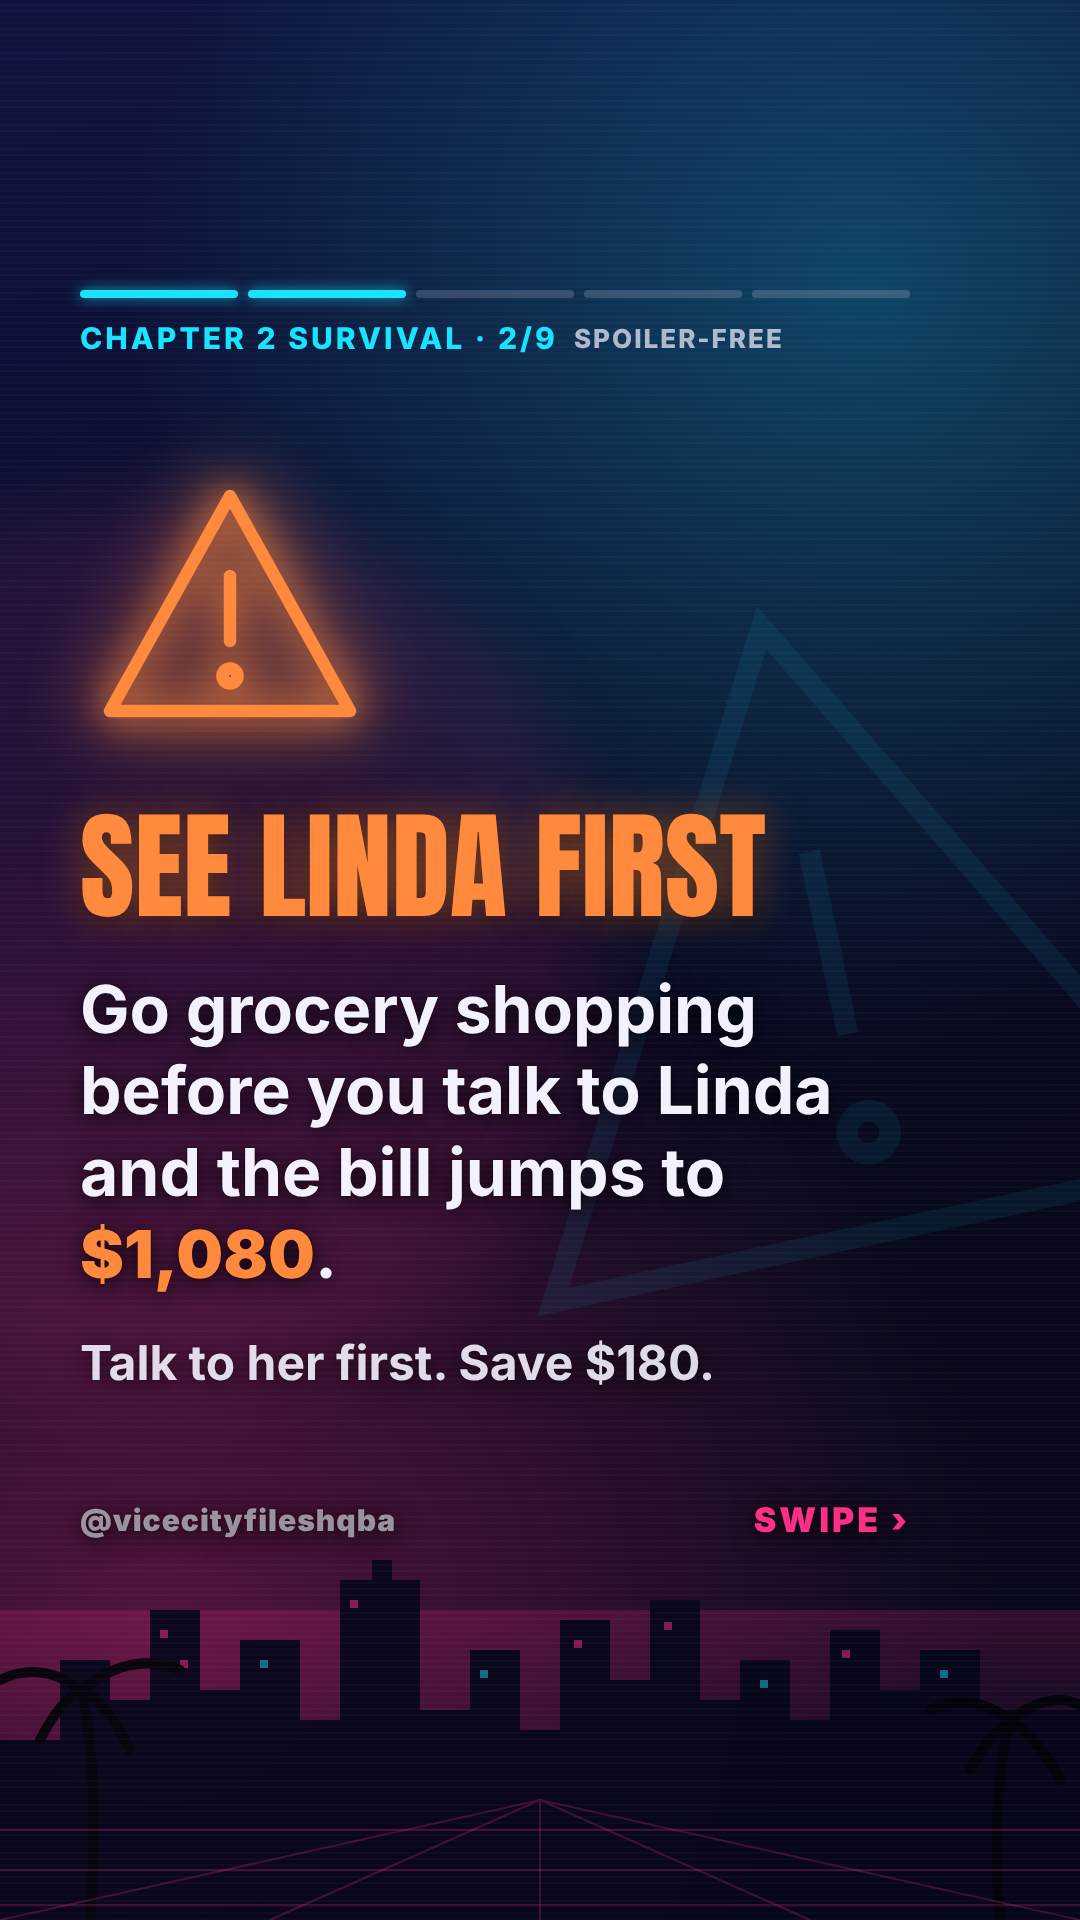 CHAPTER 2 SURVIVAL · 2/9 SPOILER-FREE
SEE LINDA FIRST
Go grocery shopping
before you talk to Linda
and the bill jumps to
$1,080.
Talk to her first. Save $180.
@vicecityfileshqba
SWIPE ›